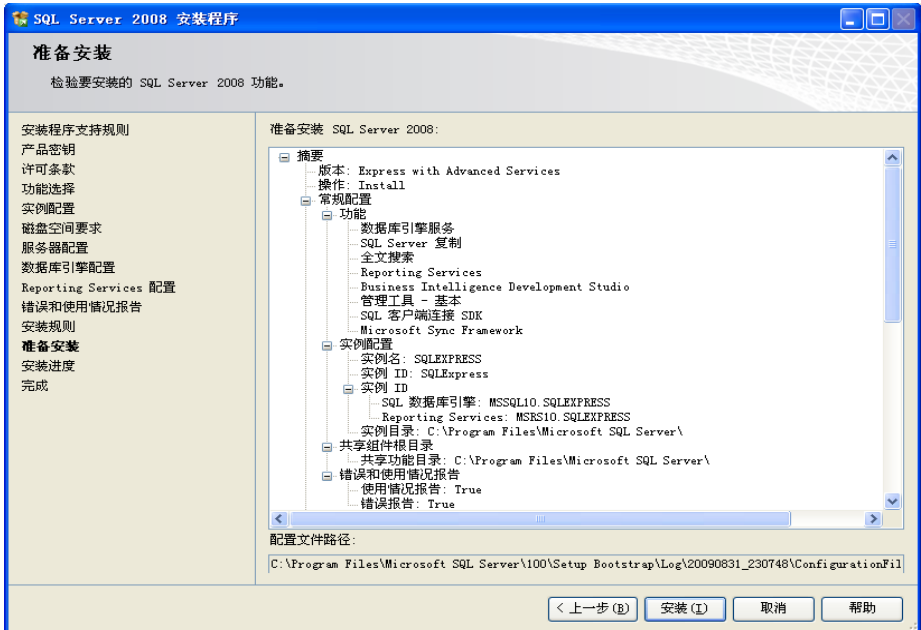 SQL Server 2008 安装程序
准备安装
检验要安装的 SQL Server 2008 功能。
安装程序支持规则
产品密钥
许可条款
功能选择
实例配置
磁盘空间要求
服务器配置
数据库引擎配置
Reporting Services 配置
错误和使用情况报告
安装规则
准备安装
安装进度
完成
准备安装 SQL Server 2008:
摘要
版本: Express with Advanced Services
操作: Install
常规配置
功能
数据库引擎服务
SQL Server 复制
全文搜索
Reporting Services
Business Intelligence Development Studio
管理工具 - 基本
SQL 客户端连接 SDK
Microsoft Sync Framework
实例配置
实例名: SQLEXPRESS
实例 ID: SQLExpress
实例 ID
SQL 数据库引擎: MSSQL10.SQLEXPRESS
Reporting Services: MSRS10.SQLEXPRESS
实例目录: C:\Program Files\Microsoft SQL Server\
共享组件根目录
共享功能目录: C:\Program Files\Microsoft SQL Server\
错误和使用情况报告
使用情况报告: True
错误报告: True
配置文件路径:
C:\Program Files\Microsoft SQL Server\100\Setup Bootstrap\Log\20090831_230748\ConfigurationFil
< 上一步(B)
安装(I)
取消
帮助